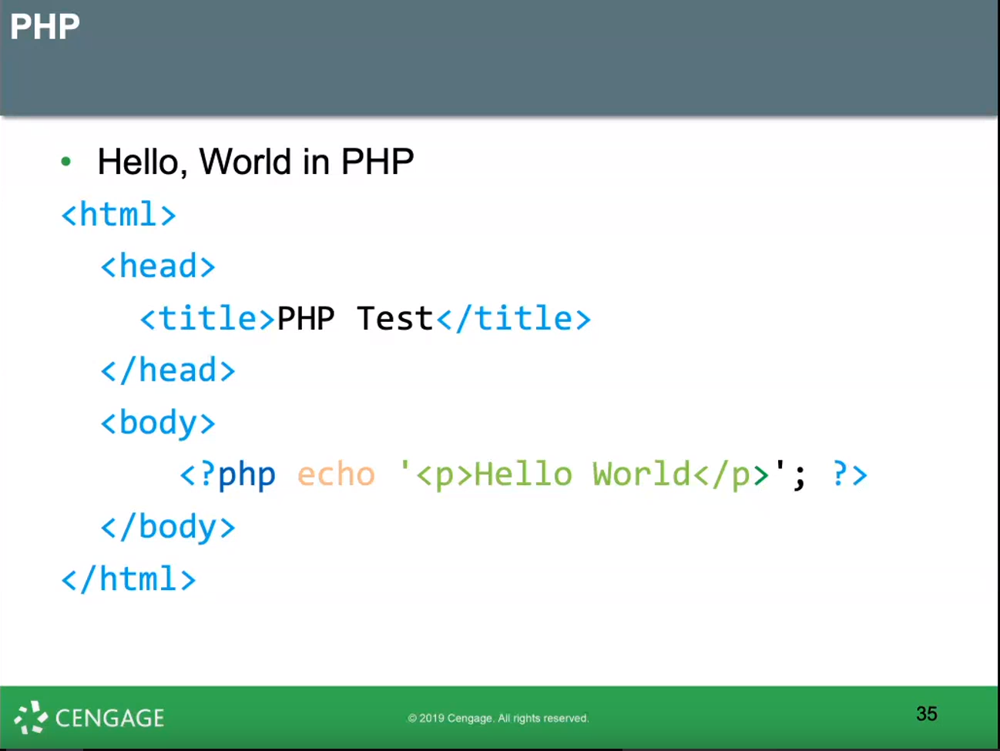 PHP
• Hello, World in PHP
<html>
<head>
<title>PHP Test</title>
</head>
<body>
<?php echo '<p>Hello World</p>'; ?>
</body>
</html>
CENGAGE
© 2019 Cengage. All rights reserved.
35